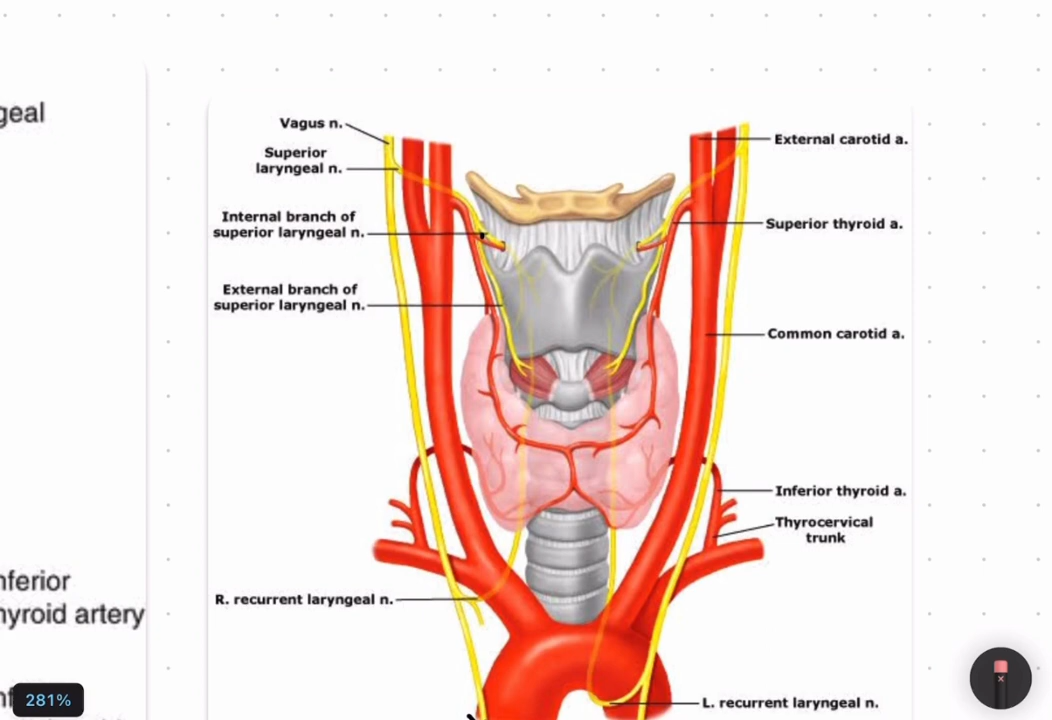 geal
Vagus n.
Superior
laryngeal n.
Internal branch of
superior laryngeal n.
External branch of
superior laryngeal n.
External carotid a.
Superior thyroid a.
Common carotid a.
Inferior thyroid a.
Thyrocervical
trunk
nferior
hyroid artery
R. recurrent laryngeal n.
L. recurrent laryngeal n.
281%